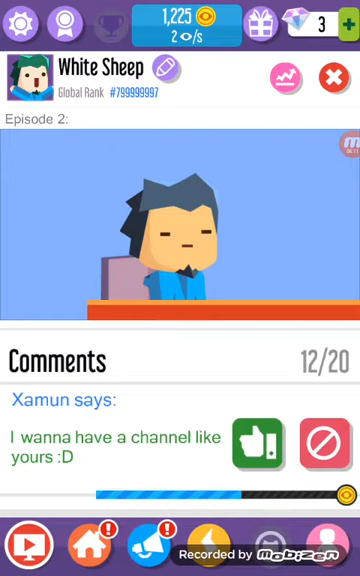 1,225
2 /s
3
+
White Sheep
Global Rank #799999997
Episode 2:
Comments 12/20
Xamun says:
I wanna have a channel like
yours :D
Recorded by mobizen